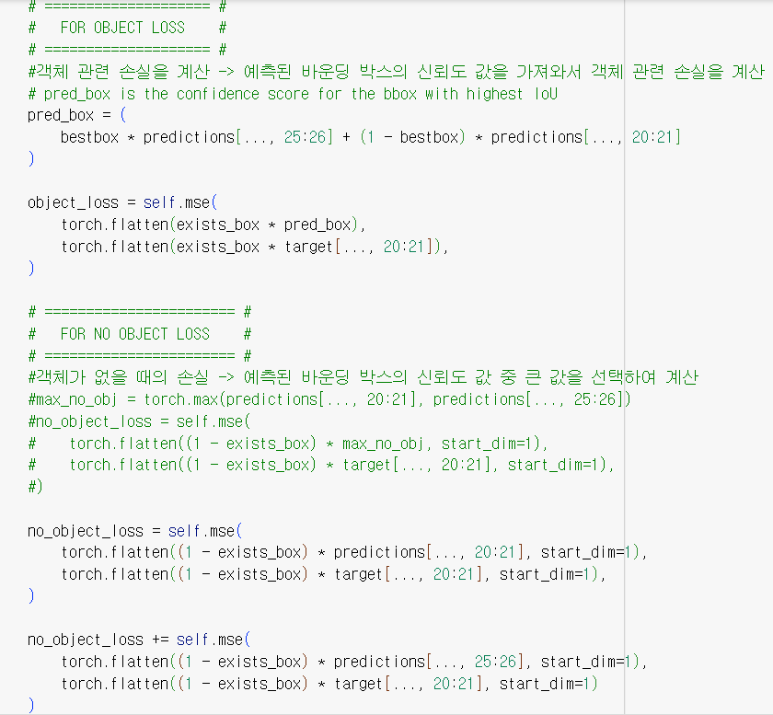 # ==================== #
#   FOR OBJECT LOSS    #
# ==================== #
#객체 관련 손실을 계산 -> 예측된 바운딩 박스의 신뢰도 값을 가져와서 객체 관련 손실을 계산
# pred_box is the confidence score for the bbox with highest IoU
pred_box = (
    bestbox * predictions[..., 25:26] + (1 - bestbox) * predictions[..., 20:21]
)
object_loss = self.mse(
    torch.flatten(exists_box * pred_box),
    torch.flatten(exists_box * target[..., 20:21]),
)
# ======================= #
#   FOR NO OBJECT LOSS    #
# ======================= #
#객체가 없을 때의 손실 -> 예측된 바운딩 박스의 신뢰도 값 중 큰 값을 선택하여 계산
#max_no_obj = torch.max(predictions[..., 20:21], predictions[..., 25:26])
#no_object_loss = self.mse(
#    torch.flatten((1 - exists_box) * max_no_obj, start_dim=1),
#    torch.flatten((1 - exists_box) * target[..., 20:21], start_dim=1),
#)
no_object_loss = self.mse(
    torch.flatten((1 - exists_box) * predictions[..., 20:21], start_dim=1),
    torch.flatten((1 - exists_box) * target[..., 20:21], start_dim=1),
)
no_object_loss += self.mse(
    torch.flatten((1 - exists_box) * predictions[..., 25:26], start_dim=1),
    torch.flatten((1 - exists_box) * target[..., 20:21], start_dim=1)
)